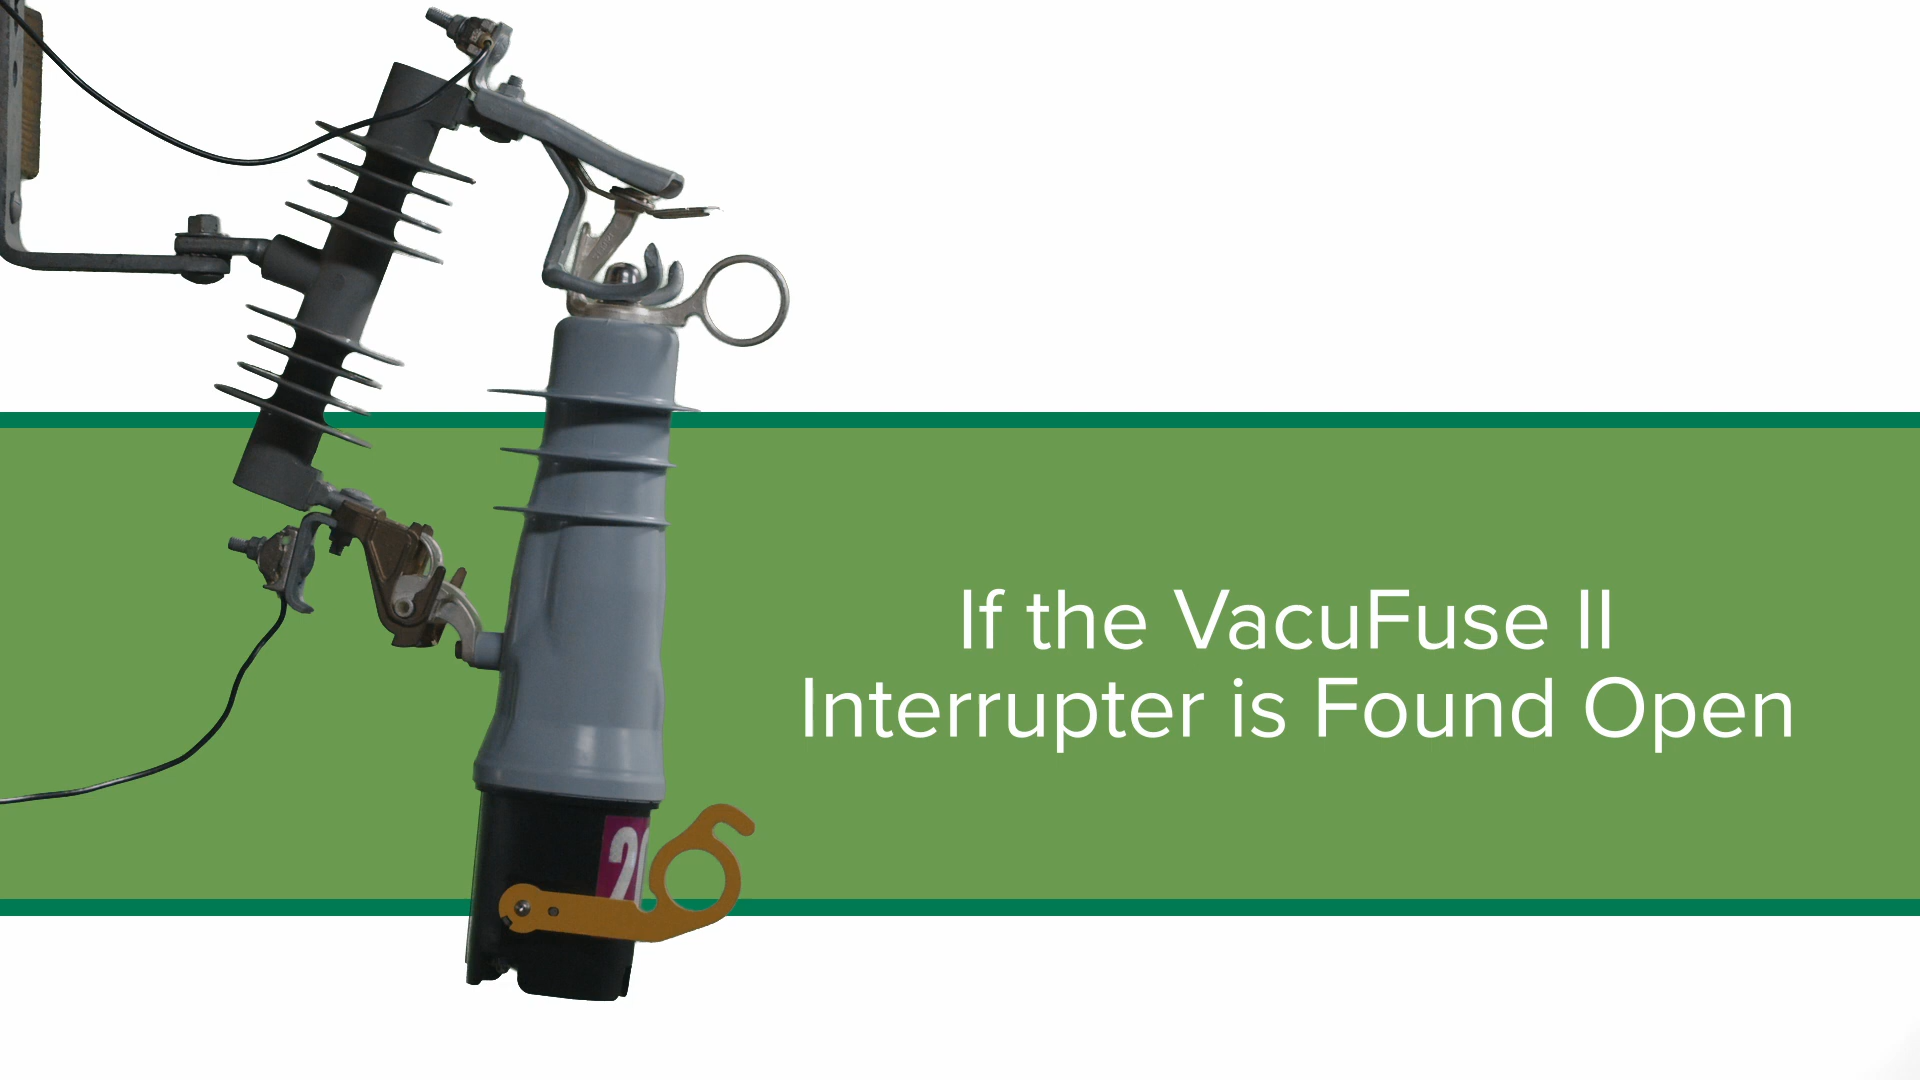 If the VacuFuse II
Interrupter is Found Open